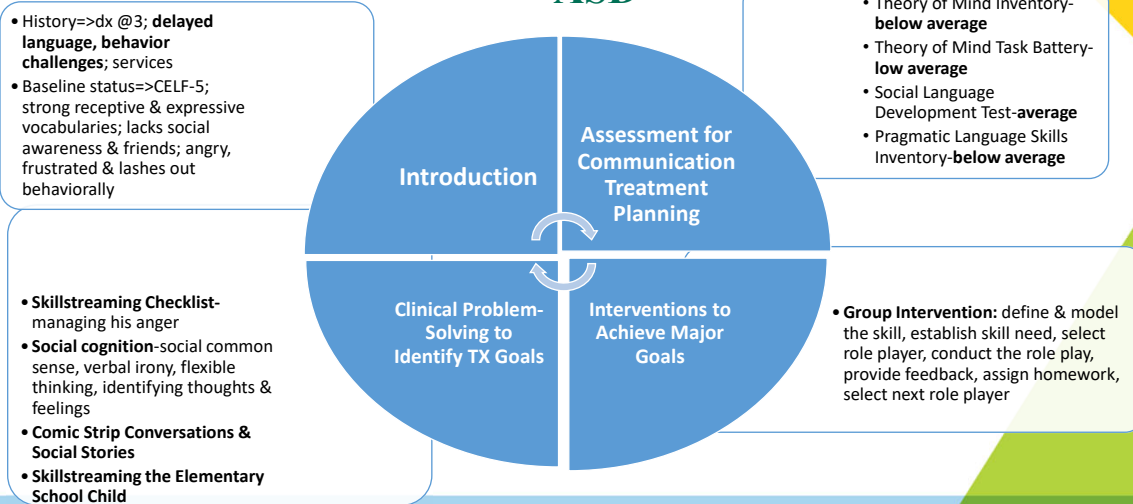 ASD
• History=>dx @3; delayed
language, behavior
challenges; services
• Baseline status=>CELF-5;
strong receptive & expressive
vocabularies; lacks social
awareness & friends; angry,
frustrated & lashes out
behaviorally
• Theory of Mind Inventory-
below average
• Theory of Mind Task Battery-
low average
• Social Language
Development Test-average
• Pragmatic Language Skills
Inventory-below average
Introduction
Assessment for
Communication
Treatment
Planning
Clinical Problem-
Solving to
Identify TX Goals
Interventions to
Achieve Major
Goals
• Skillstreaming Checklist-
managing his anger
• Social cognition-social common
sense, verbal irony, flexible
thinking, identifying thoughts &
feelings
• Comic Strip Conversations &
Social Stories
• Skillstreaming the Elementary
School Child
• Group Intervention: define & model
the skill, establish skill need, select
role player, conduct the role play,
provide feedback, assign homework,
select next role player